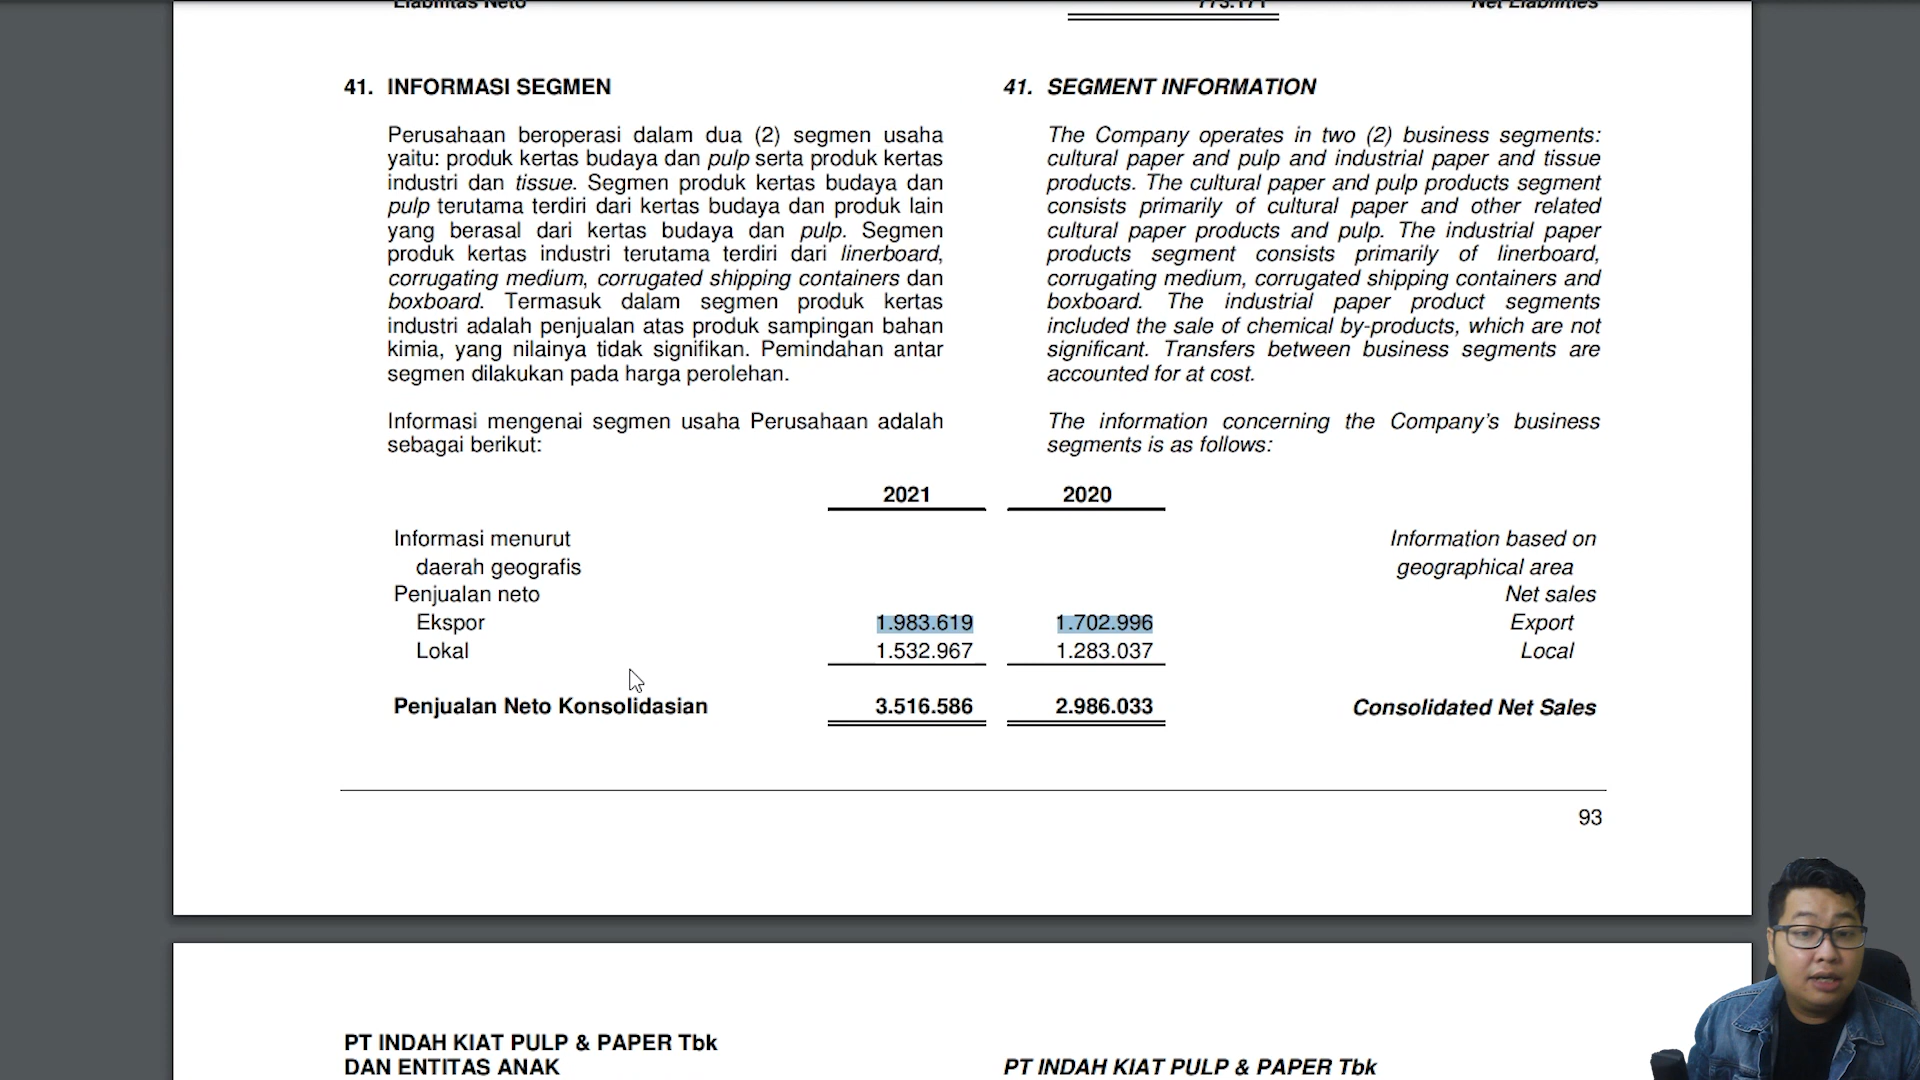 Liabilitas Neto 773.171 Net Liabilities
41. INFORMASI SEGMEN
Perusahaan beroperasi dalam dua (2) segmen usaha
yaitu: produk kertas budaya dan pulp serta produk kertas
industri dan tissue. Segmen produk kertas budaya dan
pulp terutama terdiri dari kertas budaya dan produk lain
yang berasal dari kertas budaya dan pulp. Segmen
produk kertas industri terutama terdiri dari linerboard,
corrugating medium, corrugated shipping containers dan
boxboard. Termasuk dalam segmen produk kertas
industri adalah penjualan atas produk sampingan bahan
kimia, yang nilainya tidak signifikan. Pemindahan antar
segmen dilakukan pada harga perolehan.
Informasi mengenai segmen usaha Perusahaan adalah
sebagai berikut:
41. SEGMENT INFORMATION
The Company operates in two (2) business segments:
cultural paper and pulp and industrial paper and tissue
products. The cultural paper and pulp products segment
consists primarily of cultural paper and other related
cultural paper products and pulp. The industrial paper
products segment consists primarily of linerboard,
corrugating medium, corrugated shipping containers and
boxboard. The industrial paper product segments
included the sale of chemical by-products, which are not
significant. Transfers between business segments are
accounted for at cost.
The information concerning the Company's business
segments is as follows:
2021 2020
Informasi menurut Information based on
daerah geografis geographical area
Penjualan neto Net sales
Ekspor 1.983.619 1.702.996 Export
Lokal 1.532.967 1.283.037 Local
Penjualan Neto Konsolidasian 3.516.586 2.986.033 Consolidated Net Sales
93
PT INDAH KIAT PULP & PAPER Tbk
DAN ENTITAS ANAK
PT INDAH KIAT PULP & PAPER Tbk